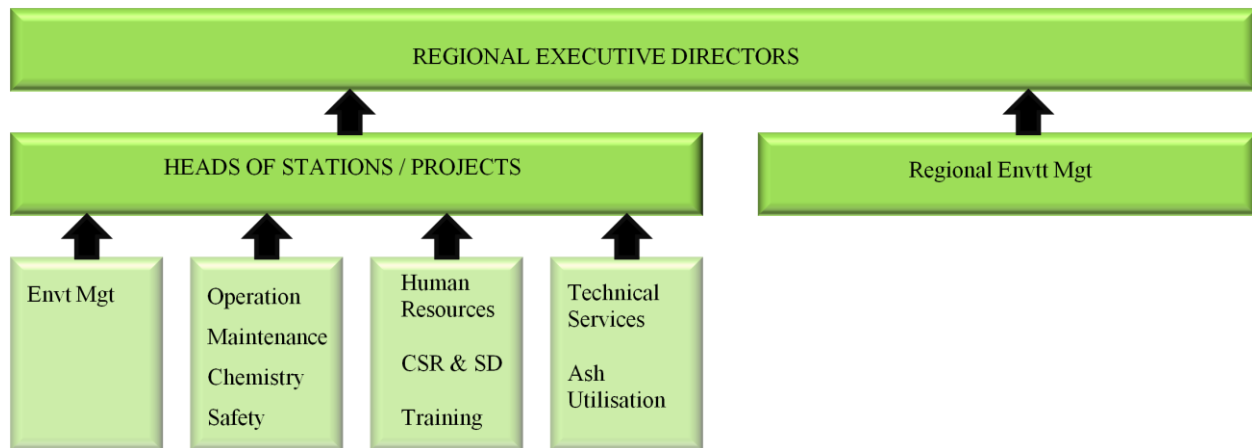 REGIONAL EXECUTIVE DIRECTORS
HEADS OF STATIONS / PROJECTS
Regional Envtt Mgt
Envt Mgt
Operation
Maintenance
Chemistry
Safety
Human
Resources
CSR & SD
Training
Technical
Services
Ash
Utilisation